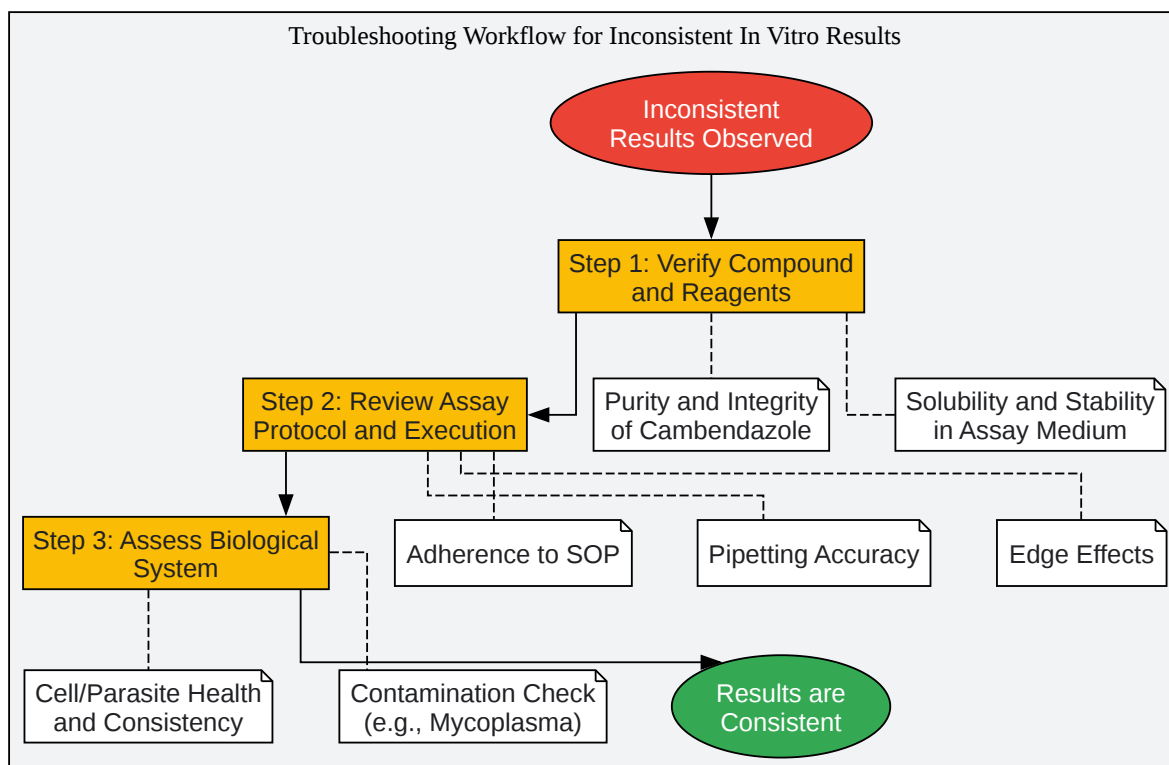 Troubleshooting Workflow for Inconsistent In Vitro Results
Inconsistent
Results Observed
Step 1: Verify Compound
and Reagents
Step 2: Review Assay
Protocol and Execution
Purity and Integrity
of Cambendazole
Solubility and Stability
in Assay Medium
Step 3: Assess Biological
System
Adherence to SOP
Pipetting Accuracy
Edge Effects
Cell/Parasite Health
and Consistency
Contamination Check
(e.g., Mycoplasma)
Results are
Consistent